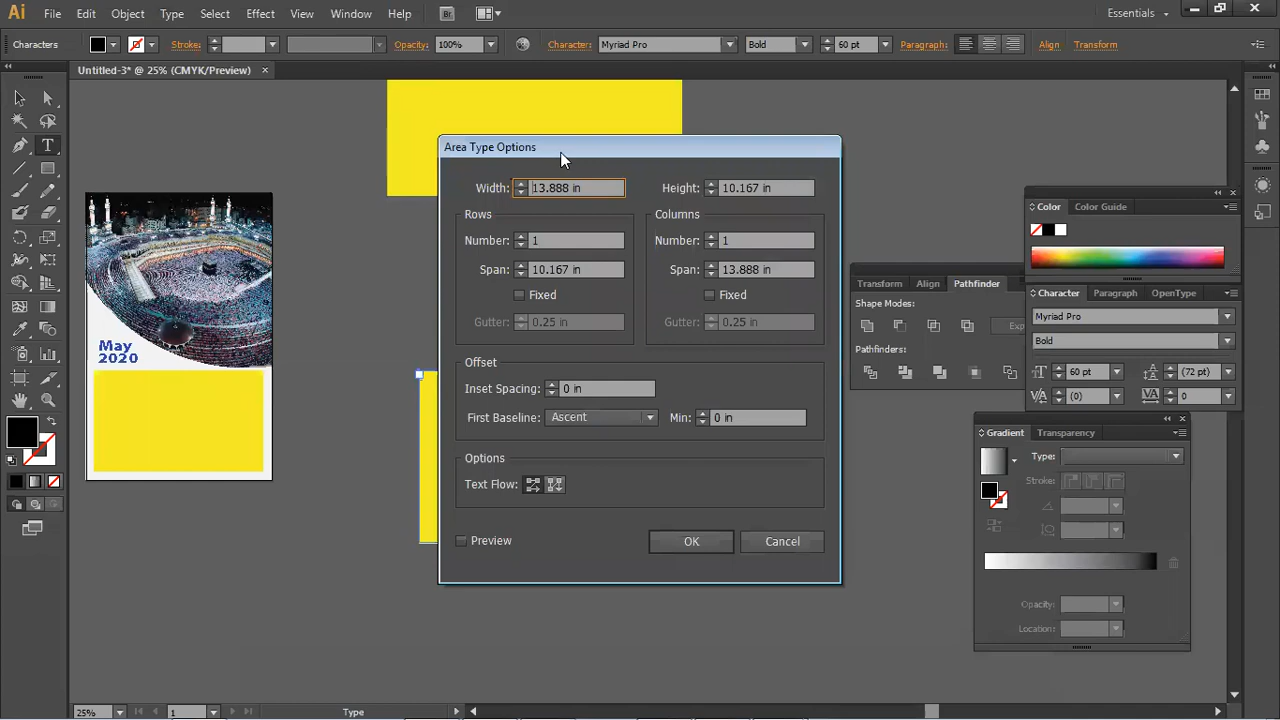 Ai File Edit Object Type Select Effect View Window Help Br Essentials
Characters Stroke: Opacity: 100% Character: Myriad Pro Bold 60 pt Paragraph: Align Transform
Untitled-3* @ 25% (CMYK/Preview) ×
May
2020
Area Type Options
Width: 13.888 in Height: 10.167 in
Rows Columns
Number: 1 Number: 1
Span: 10.167 in Span: 13.888 in
Fixed Fixed
Gutter: 0.25 in Gutter: 0.25 in
Offset
Inset Spacing: 0 in
First Baseline: Ascent Min: 0 in
Options
Text Flow:
Preview OK Cancel
Color Color Guide
Transform Align Pathfinder
Shape Modes:
Exp
Pathfinders:
Character Paragraph OpenType
Myriad Pro
Bold
60 pt (72 pt)
(0) 0
Gradient Transparency
Type:
Stroke:
Opacity:
Location:
25% 1 Type